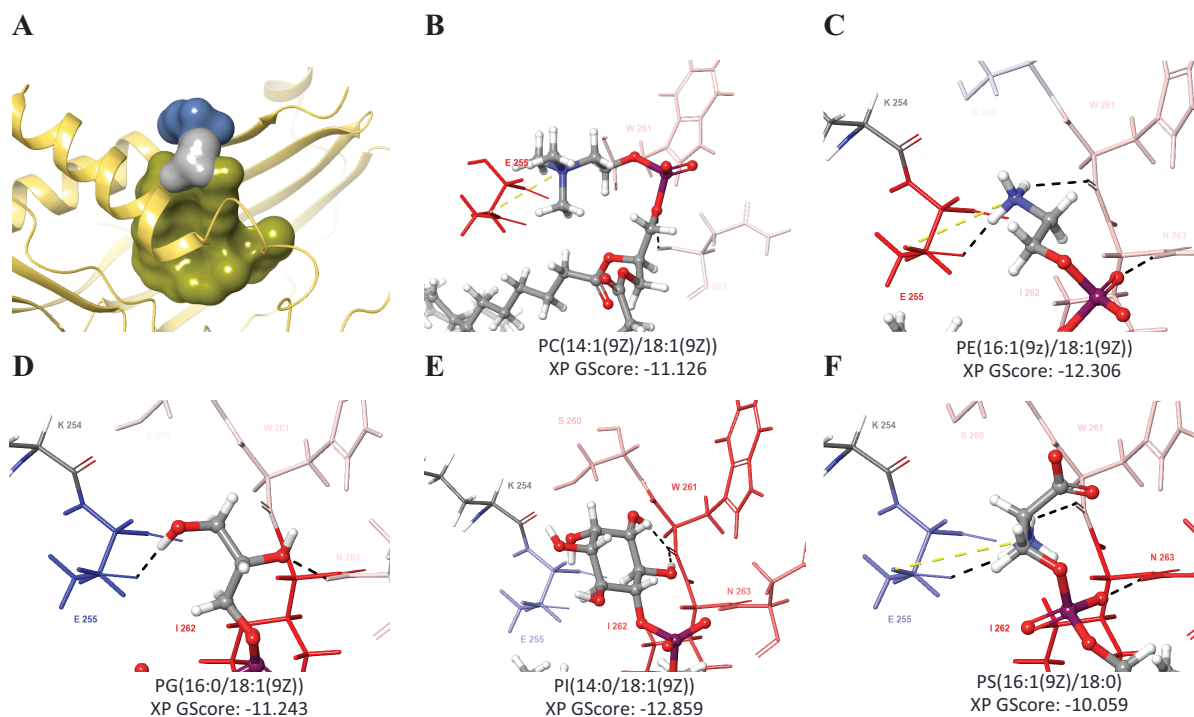 A
B
C
W 261
E 255
N 263
PC(14:1(9Z)/18:1(9Z))
XP GScore: -11.126
K 254
S 260
W 261
N 263
E 255
I 262
PE(16:1(9z)/18:1(9Z))
XP GScore: -12.306
D
E
F
K 254
S 260
W 261
N 263
E 255
I 262
PG(16:0/18:1(9Z))
XP GScore: -11.243
S 260
K 254
W 261
N 263
E 255
I 262
PI(14:0/18:1(9Z))
XP GScore: -12.859
K 254
S 260
W 261
N 263
E 255
I 262
PS(16:1(9Z)/18:0)
XP GScore: -10.059